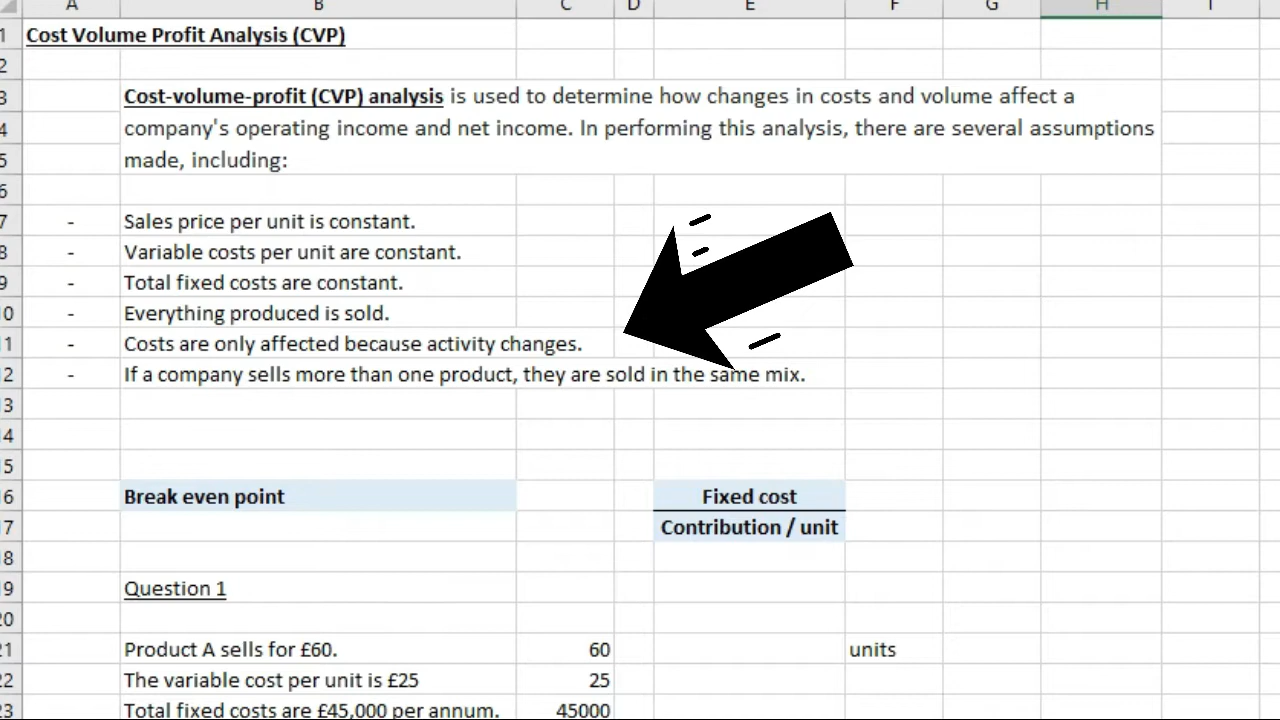 A B C D E F G H I
1 Cost Volume Profit Analysis (CVP)
2
3 Cost-volume-profit (CVP) analysis is used to determine how changes in costs and volume affect a
4 company's operating income and net income. In performing this analysis, there are several assumptions
5 made, including:
6
7 - Sales price per unit is constant.
8 - Variable costs per unit are constant.
9 - Total fixed costs are constant.
10 - Everything produced is sold.
11 - Costs are only affected because activity changes.
12 - If a company sells more than one product, they are sold in the same mix.
13
14
15
16 Break even point Fixed cost
17 Contribution / unit
18
19 Question 1
20
21 Product A sells for £60. 60 units
22 The variable cost per unit is £25 25
23 Total fixed costs are £45,000 per annum. 45000